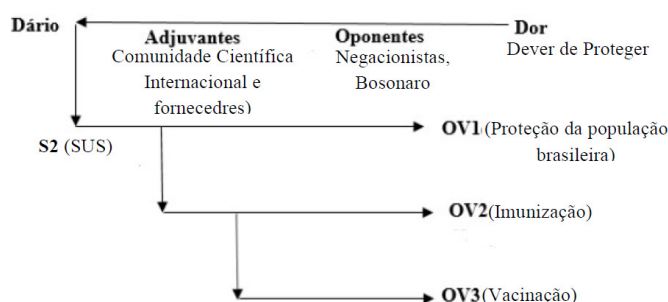 Dário
Dor
Dever de Proteger
Adjuvantes
Comunidade Científica
Internacional e
fornecedres)
Oponentes
Negacionistas,
Bosonaro
S2 (SUS)
OV1(Proteção da população
brasileira)
OV2(Imunização)
OV3(Vacinação)